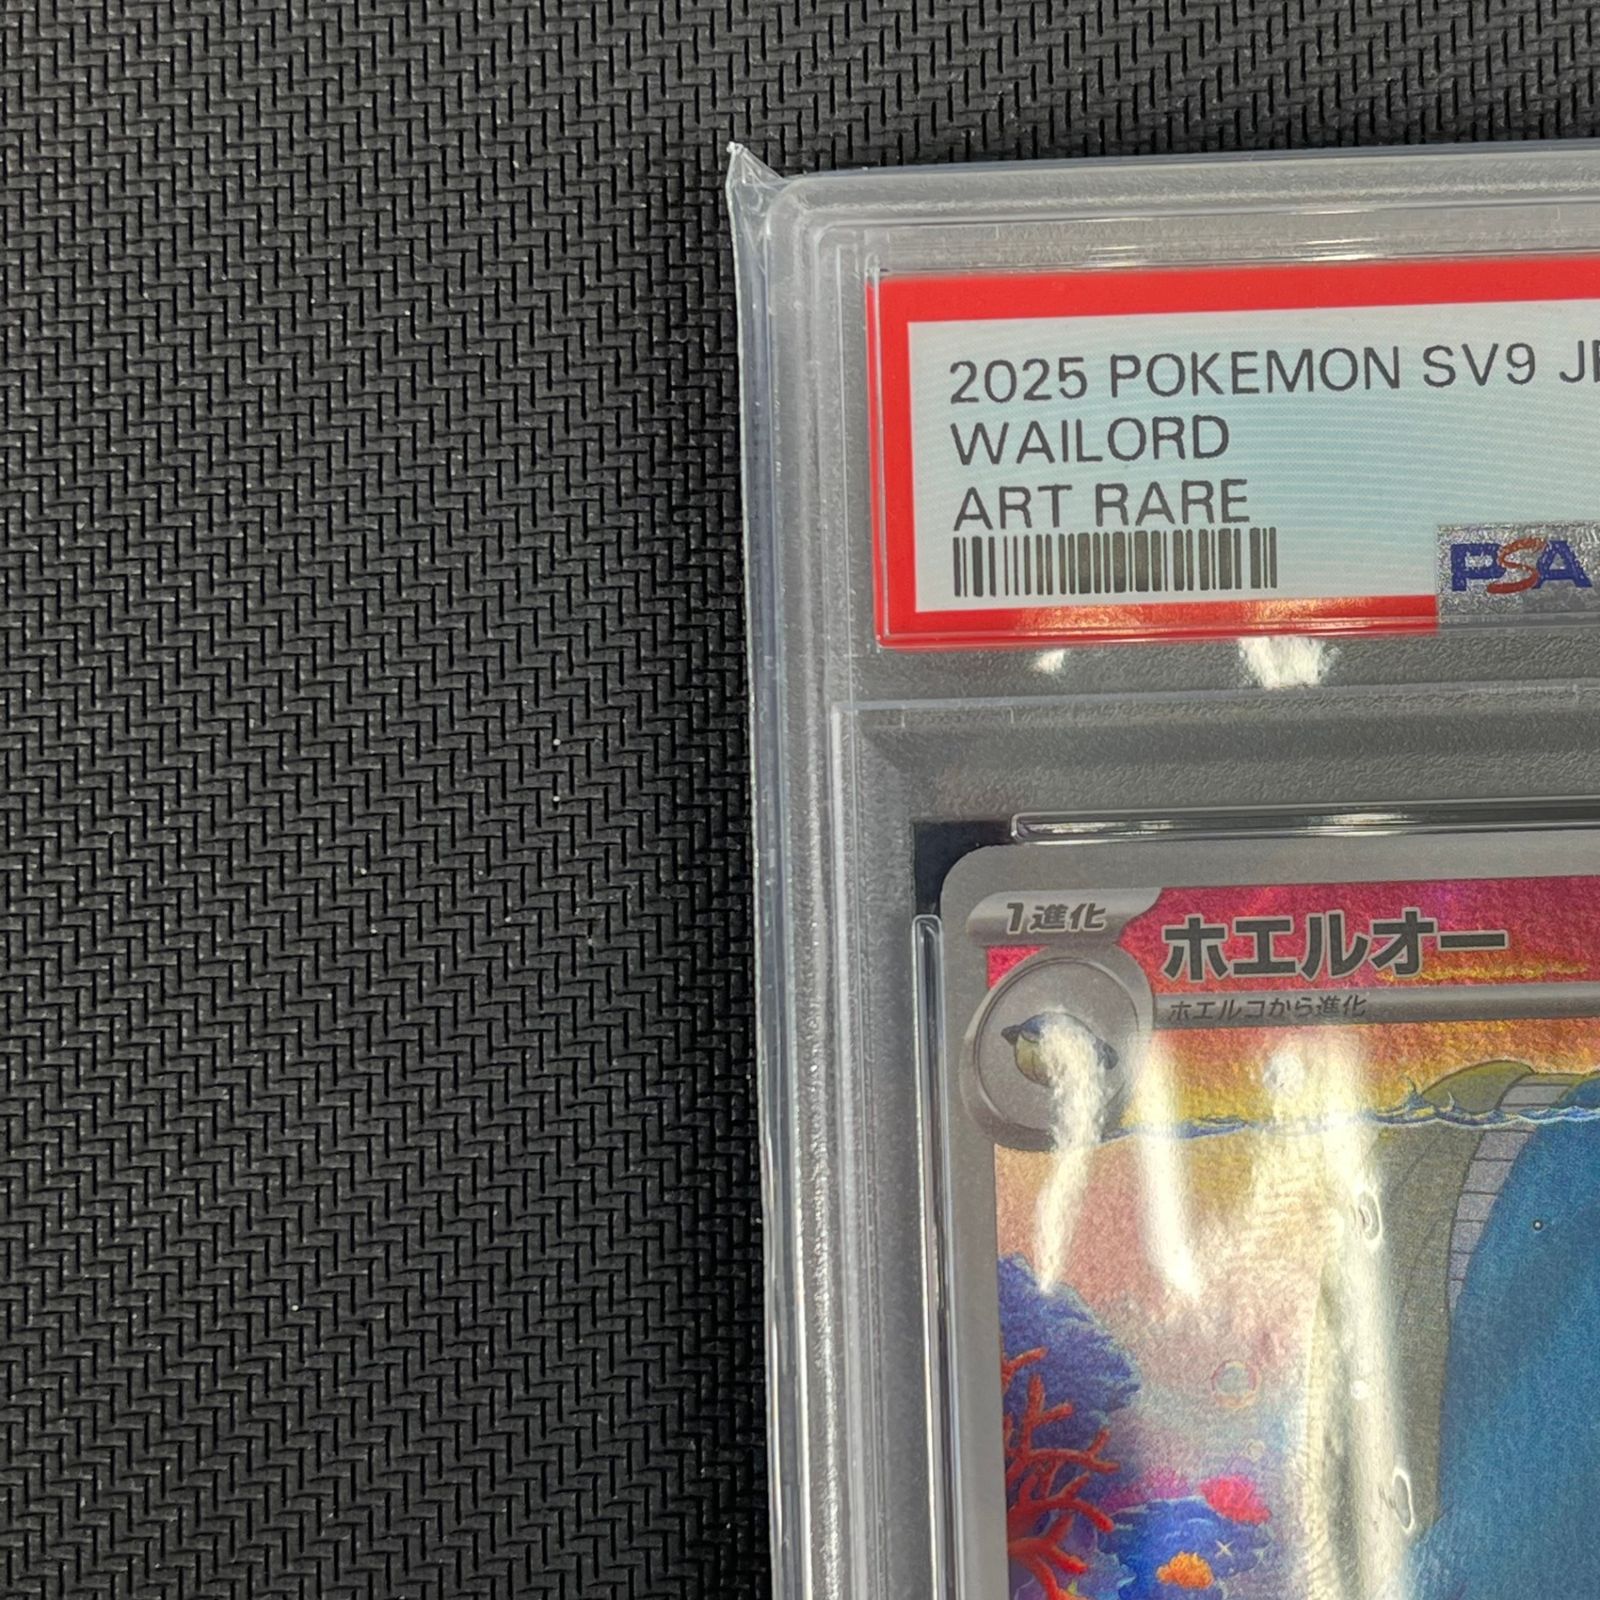 2025 POKEMON SV9 JP
WAILORD
ART RARE
PSA
1進化
ホエルオー
ホエルコから進化